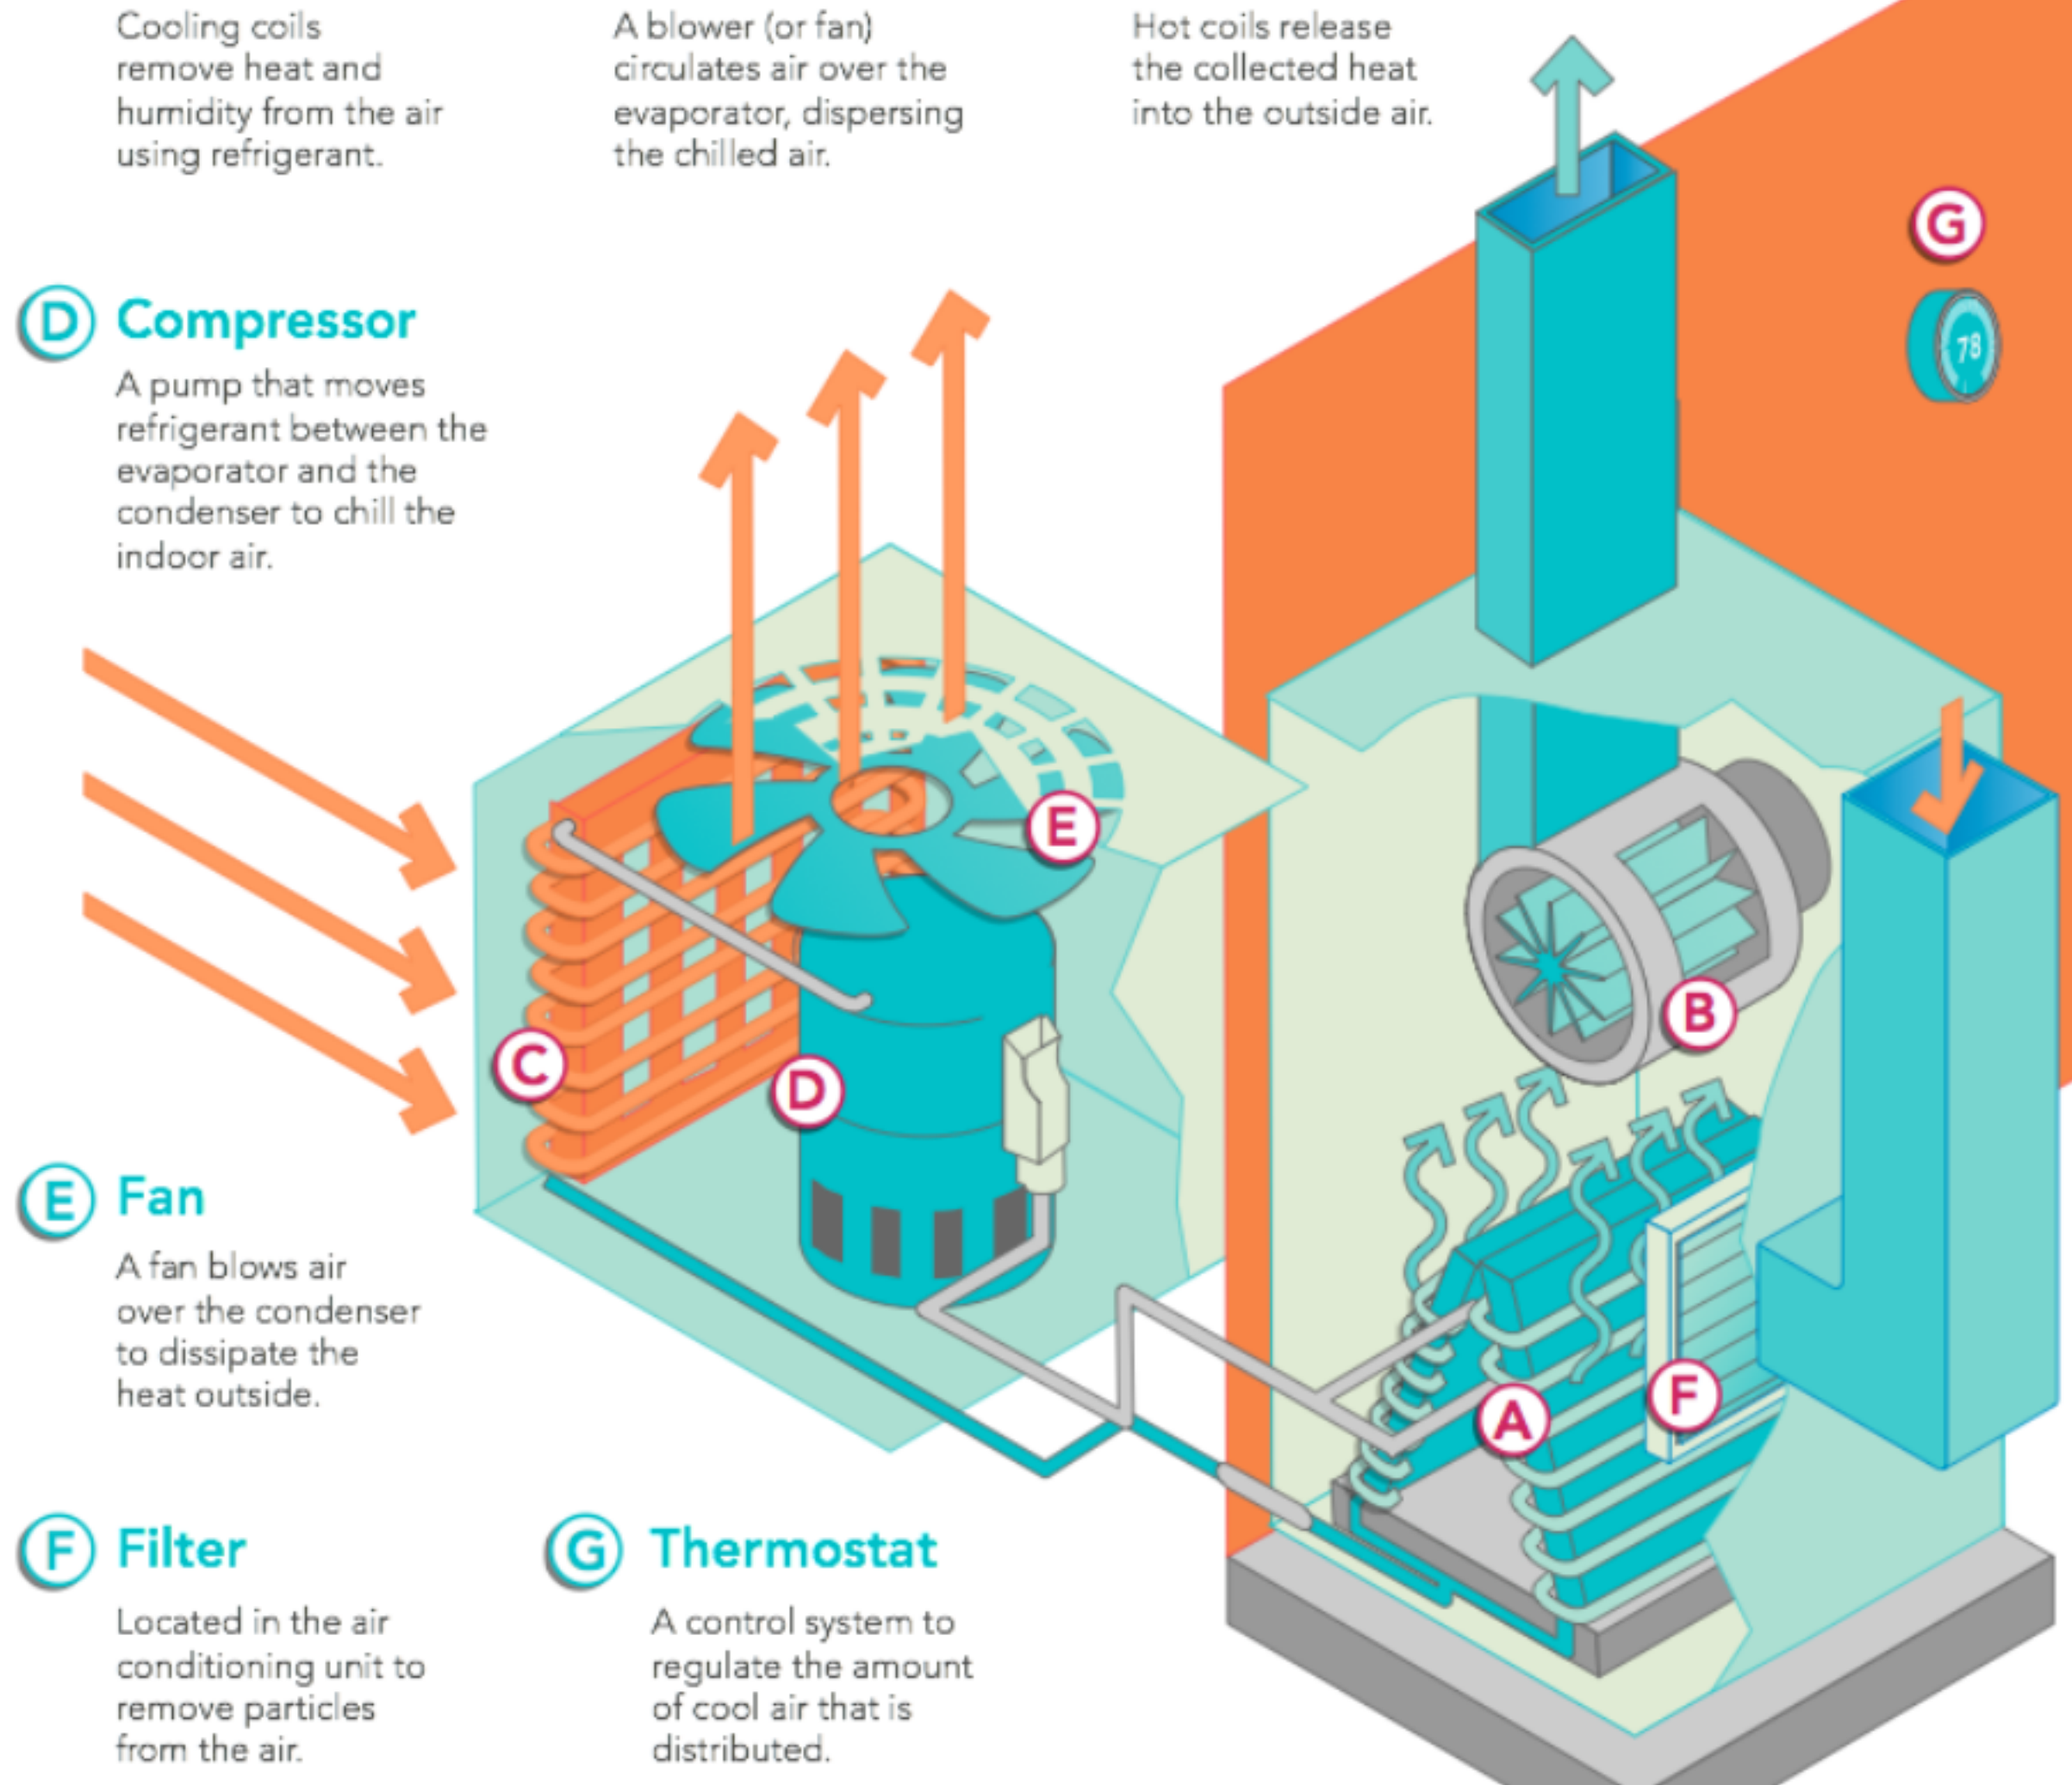 Cooling coils
remove heat and
humidity from the air
using refrigerant.
A blower (or fan)
circulates air over the
evaporator, dispersing
the chilled air.
Hot coils release
the collected heat
into the outside air.
D Compressor
A pump that moves
refrigerant between the
evaporator and the
condenser to chill the
indoor air.
G
78
E
B
C
D
E Fan
A fan blows air
over the condenser
to dissipate the
heat outside.
F
A
F Filter
Located in the air
conditioning unit to
remove particles
from the air.
G Thermostat
A control system to
regulate the amount
of cool air that is
distributed.